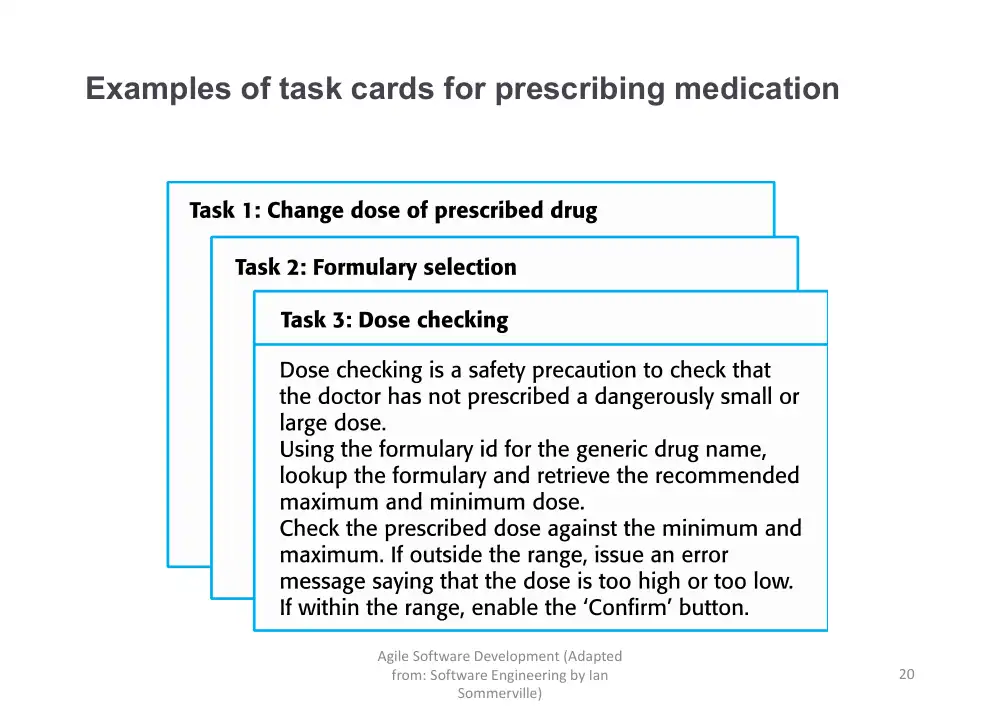 Examples of task cards for prescribing medication
Task 1: Change dose of prescribed drug
Task 2: Formulary selection
Task 3: Dose checking
Dose checking is a safety precaution to check that
the doctor has not prescribed a dangerously small or
large dose.
Using the formulary id for the generic drug name,
lookup the formulary and retrieve the recommended
maximum and minimum dose.
Check the prescribed dose against the minimum and
maximum. If outside the range, issue an error
message saying that the dose is too high or too low.
If within the range, enable the ‘Confirm’ button.
Agile Software Development (Adapted
from: Software Engineering by Ian
Sommerville)
20